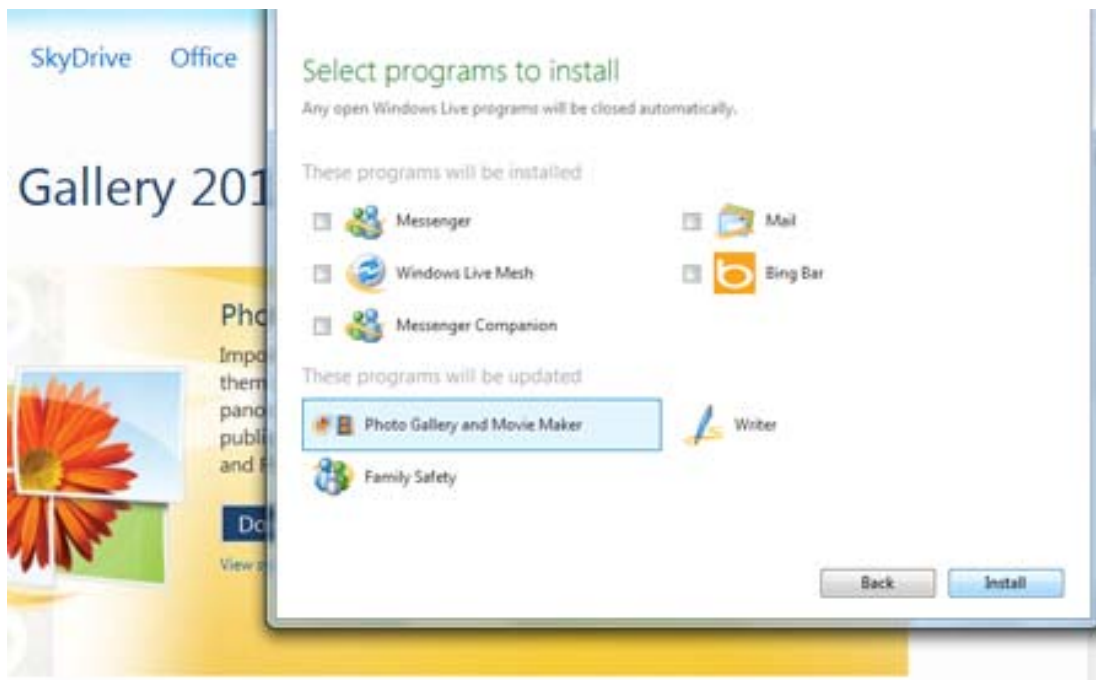 SkyDrive Office
Gallery 201
Pho
Impo
them
pano
publi
and
Do
View
Select programs to install
Any open Windows Live programs will be closed automatically.
These programs will be installed
Messenger
Mail
Windows Live Mesh
Bing Bar
Messenger Companion
These programs will be updated
Photo Gallery and Movie Maker
Writer
Family Safety
Back
Install